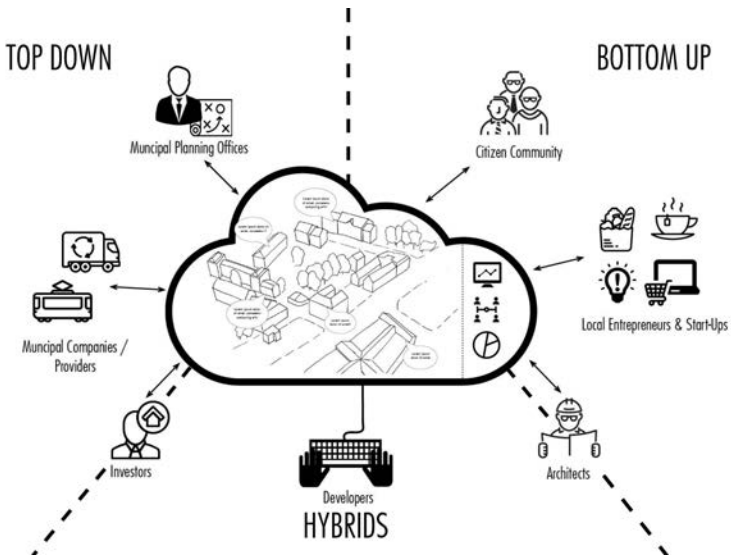 TOP DOWN
BOTTOM UP
Muncipal Planning Offices
Citizen Community
Muncipal Companies /
Providers
Local Entrepreneurs & Start-Ups
Investors
Architects
Developers
HYBRIDS